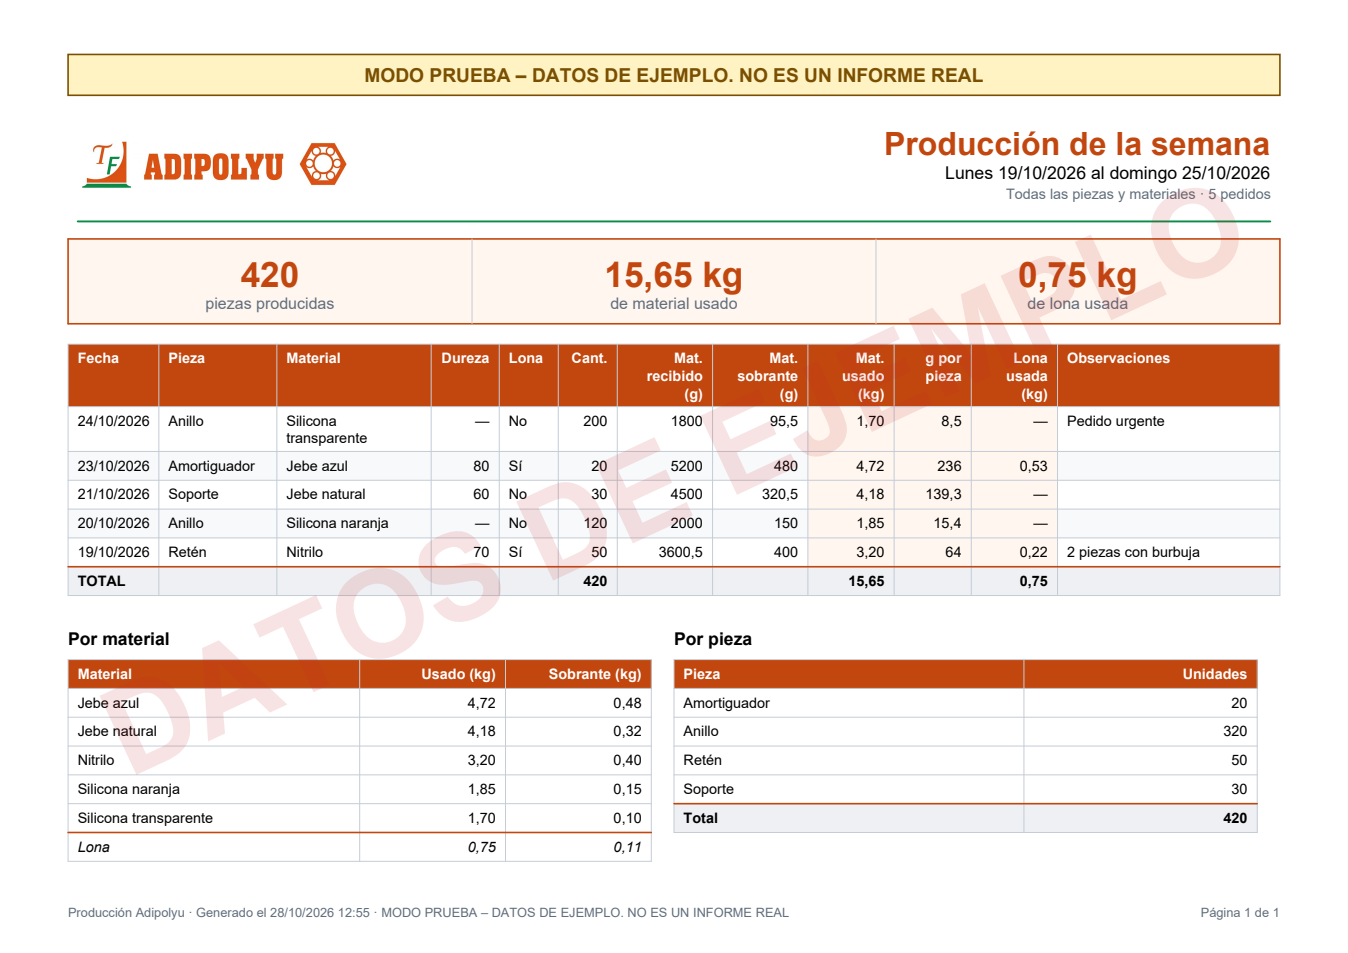 MODO PRUEBA – DATOS DE EJEMPLO. NO ES UN INFORME REAL
TF ADIPOLYU
Producción de la semana
Lunes 19/10/2026 al domingo 25/10/2026
Todas las piezas y materiales · 5 pedidos
420 15,65 kg 0,75 kg
piezas producidas de material usado de lona usada
Fecha Pieza Material Dureza Lona Cant. Mat. recibido (g) Mat. sobrante (g) Mat. usado (kg) g por pieza Lona usada (kg) Observaciones
24/10/2026 Anillo Silicona transparente — No 200 1800 95,5 1,70 8,5 — Pedido urgente
23/10/2026 Amortiguador Jebe azul 80 Sí 20 5200 480 4,72 236 0,53
21/10/2026 Soporte Jebe natural 60 No 30 4500 320,5 4,18 139,3 —
20/10/2026 Anillo Silicona naranja — No 120 2000 150 1,85 15,4 —
19/10/2026 Retén Nitrilo 70 Sí 50 3600,5 400 3,20 64 0,22 2 piezas con burbuja
TOTAL 420 15,65 0,75
DATOS DE EJEMPLO
Por material
Material Usado (kg) Sobrante (kg)
Jebe azul 4,72 0,48
Jebe natural 4,18 0,32
Nitrilo 3,20 0,40
Silicona naranja 1,85 0,15
Silicona transparente 1,70 0,10
Lona 0,75 0,11
Por pieza
Pieza Unidades
Amortiguador 20
Anillo 320
Retén 50
Soporte 30
Total 420
Producción Adipolyu · Generado el 28/10/2026 12:55 · MODO PRUEBA – DATOS DE EJEMPLO. NO ES UN INFORME REAL
Página 1 de 1